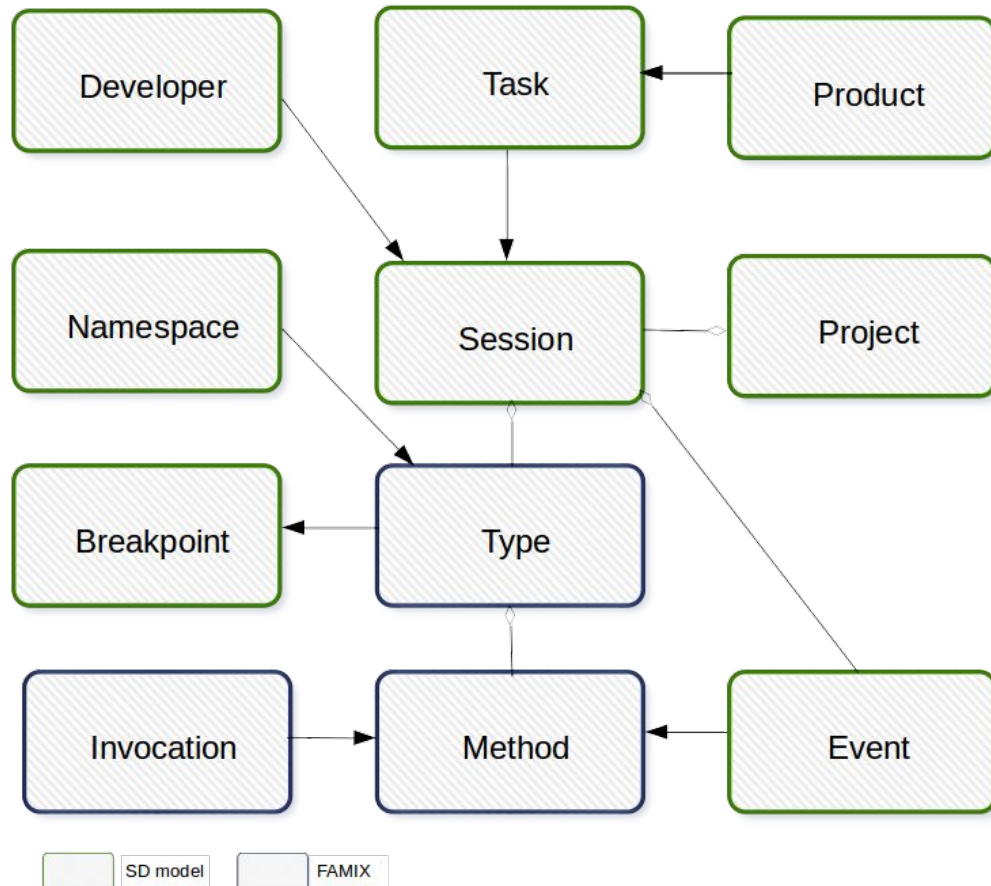 Developer
Task
Product
Namespace
Session
Project
Breakpoint
Type
Invocation
Method
Event
SD model
FAMIX